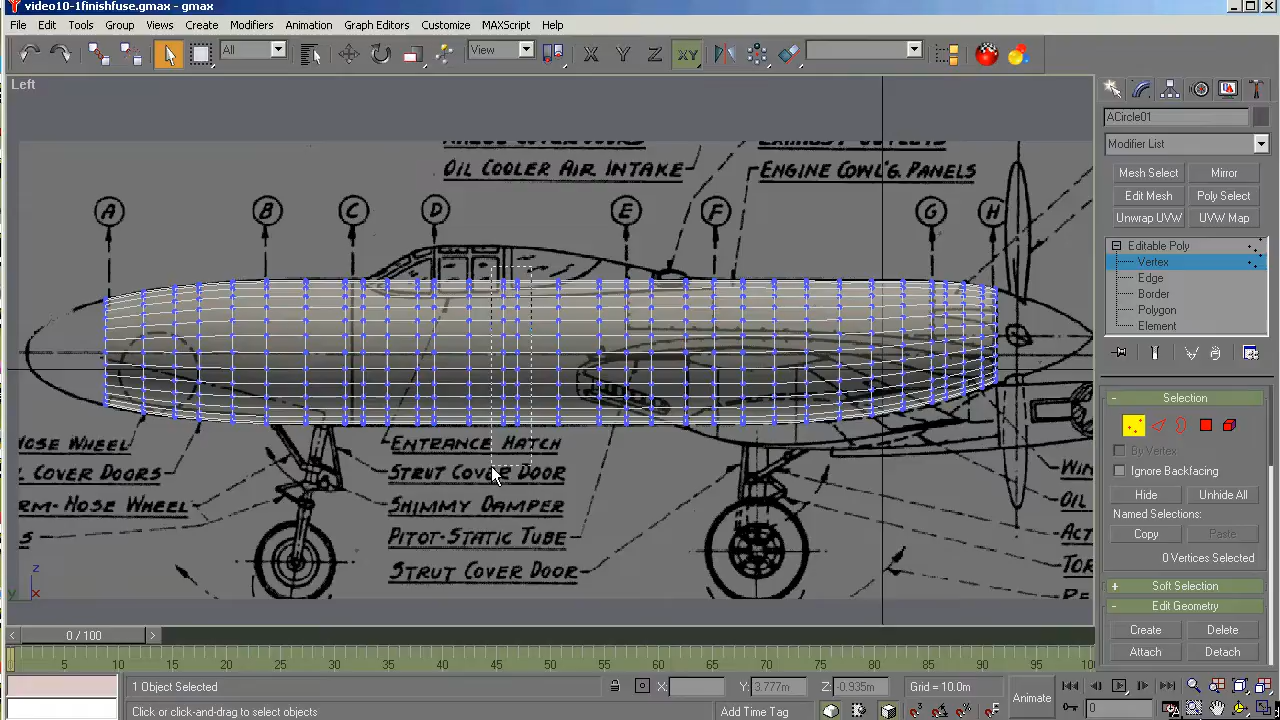 video10-1finishfuse.gmax - gmax
File Edit Tools Group Views Create Modifiers Animation Graph Editors Customize MAXScript Help
All
View
X Y Z XY
Left
ACircle01
Modifier List
Mesh Select Mirror
Edit Mesh Poly Select
Unwrap UVW UV Map
Editable Poly
Vertex
Edge
Border
Polygon
Element
OIL COOLER AIR INTAKE
ENGINE COWL'G. PANELS
A B C D E F G H
NOSE WHEEL
COVER DOORS
RM-NOSE WHEEL
ENTRANCE HATCH
STRUT COVER DOOR
SHIMMY DAMPER
PITOT-STATIC TUBE
STRUT COVER DOOR
WIN
OIL
ACT
TOR
z
x
y
- Selection
By Vertex
Ignore Backfacing
Hide Unhide All
Named Selections:
Copy Paste
0 Vertices Selected
+ Soft Selection
- Edit Geometry
Create Delete
Attach Detach
< 0 / 100 >
5 10 15 20 25 30 35 40 45 50 55 60 65 70 75 80 85 90 95 100
1 Object Selected
X: Y: 3.777m Z: -0.935m Grid = 10.0m
Animate
0
Click or click-and-drag to select objects
Add Time Tag